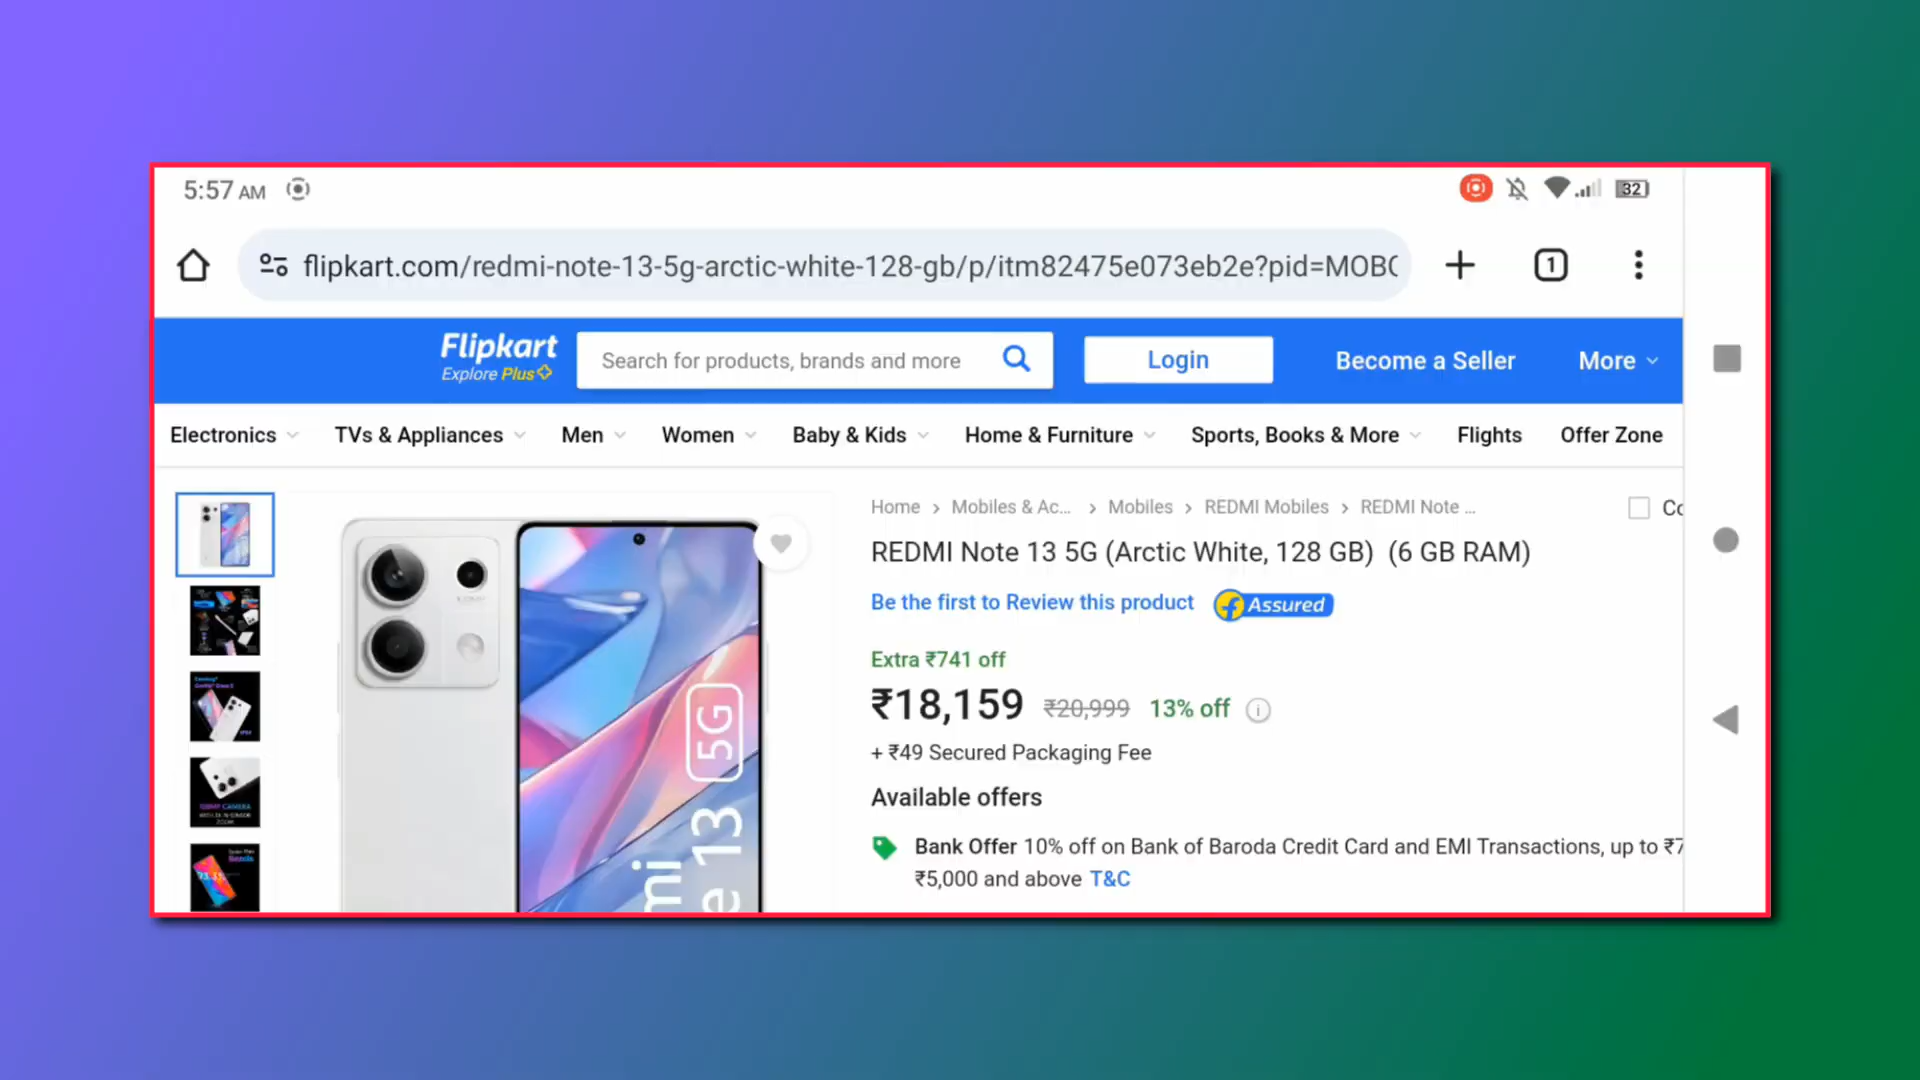 5:57 AM
32
flipkart.com/redmi-note-13-5g-arctic-white-128-gb/p/itm82475e073eb2e?pid=MOBC
1
Flipkart
Explore Plus
Search for products, brands and more
Login
Become a Seller
More
Electronics
TVs & Appliances
Men
Women
Baby & Kids
Home & Furniture
Sports, Books & More
Flights
Offer Zone
Home > Mobiles & Ac... > Mobiles > REDMI Mobiles > REDMI Note ...
Co
REDMI Note 13 5G (Arctic White, 128 GB) (6 GB RAM)
Be the first to Review this product
Assured
Extra ₹741 off
₹18,159 ₹20,999 13% off
+ ₹49 Secured Packaging Fee
Available offers
Bank Offer 10% off on Bank of Baroda Credit Card and EMI Transactions, up to ₹7
₹5,000 and above T&C
5G
mi
e 13